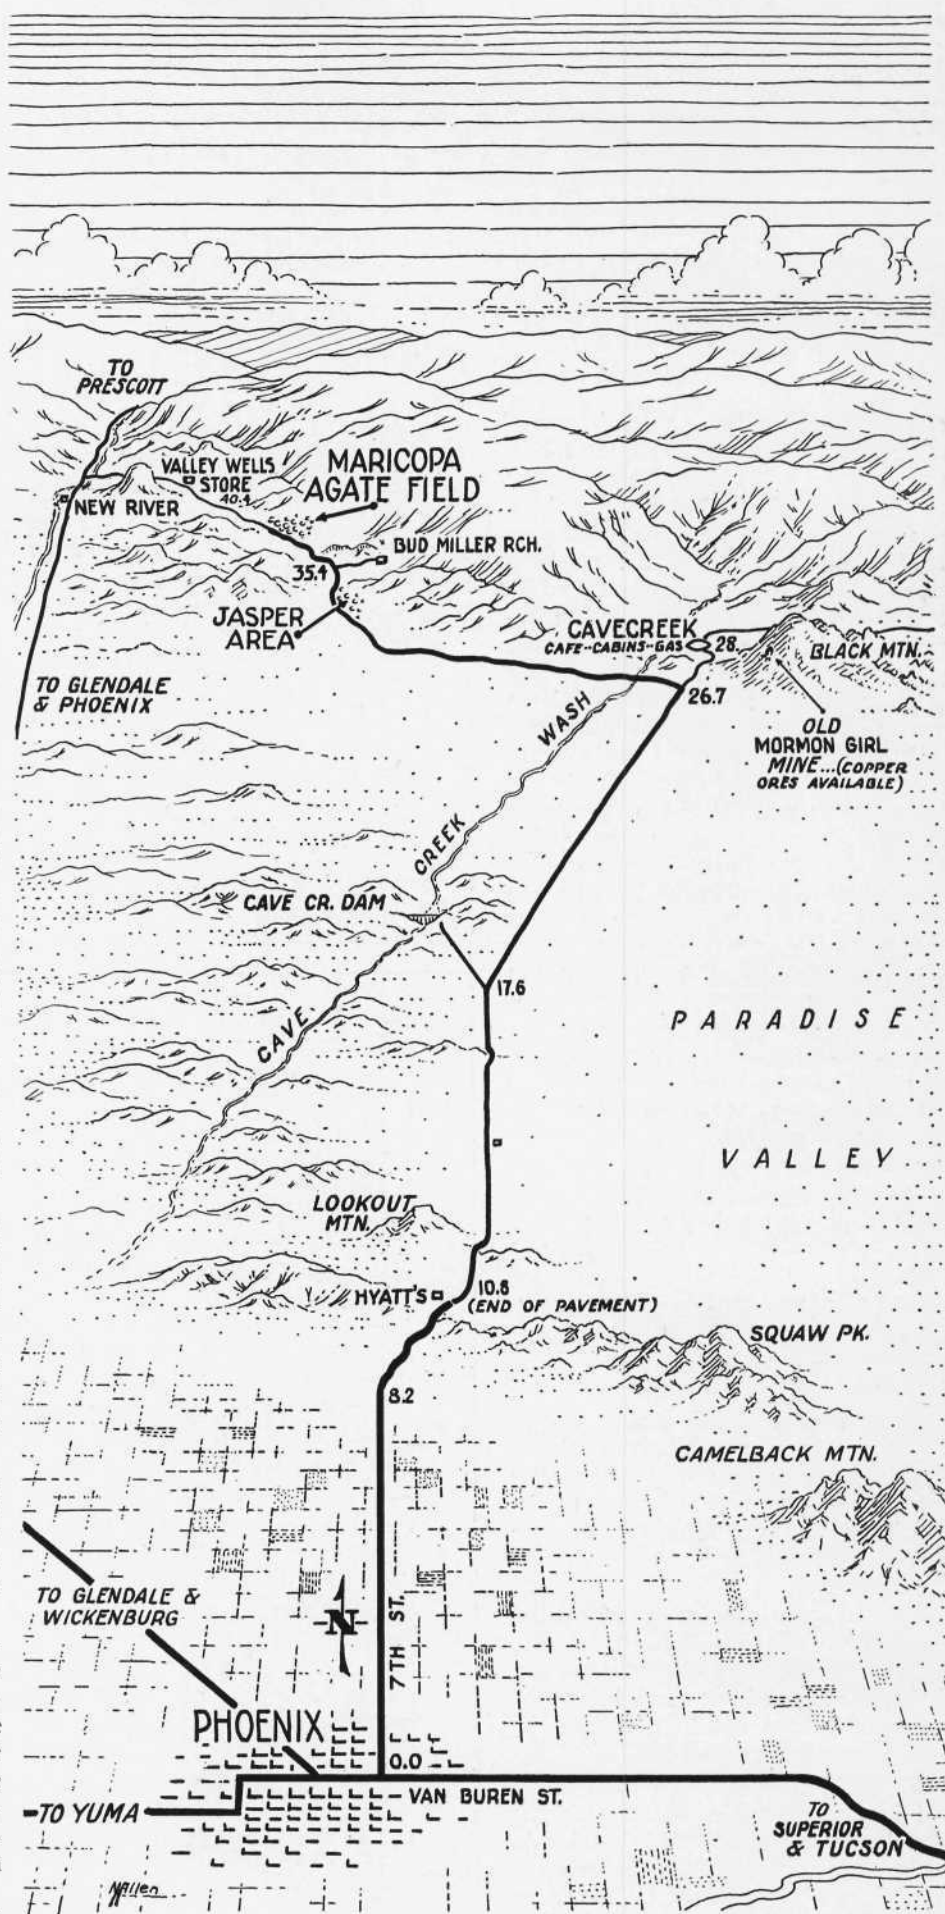 TO
PRESCOTT
VALLEY WELLS
STORE
40.4
MARICOPA
AGATE FIELD
NEW RIVER
BUD MILLER RCH.
35.4
JASPER
AREA
CAVECREEK
CAFE--CABINS--GAS
28.
BLACK MTN.
TO GLENDALE
& PHOENIX
26.7
WASH
OLD
MORMON GIRL
MINE...(COPPER
ORES AVAILABLE)
CREEK
CAVE CR. DAM
17.6
CAVE
PARADISE
VALLEY
LOOKOUT
MTN.
HYATT'S
10.8
(END OF PAVEMENT)
SQUAW PK.
8.2
CAMELBACK MTN.
TO GLENDALE &
WICKENBURG
N
7TH ST.
PHOENIX
0.0
VAN BUREN ST.
TO YUMA
TO
SUPERIOR
& TUCSON
NAllen